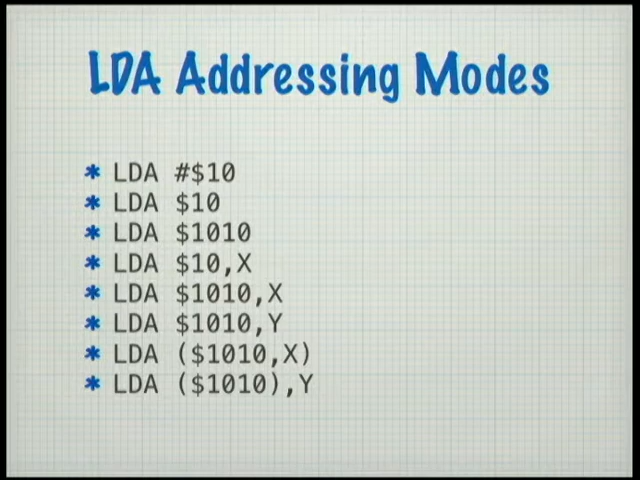 LDA Addressing Modes
* LDA #$10
* LDA $10
* LDA $1010
* LDA $10,X
* LDA $1010,X
* LDA $1010,Y
* LDA ($1010,X)
* LDA ($1010),Y